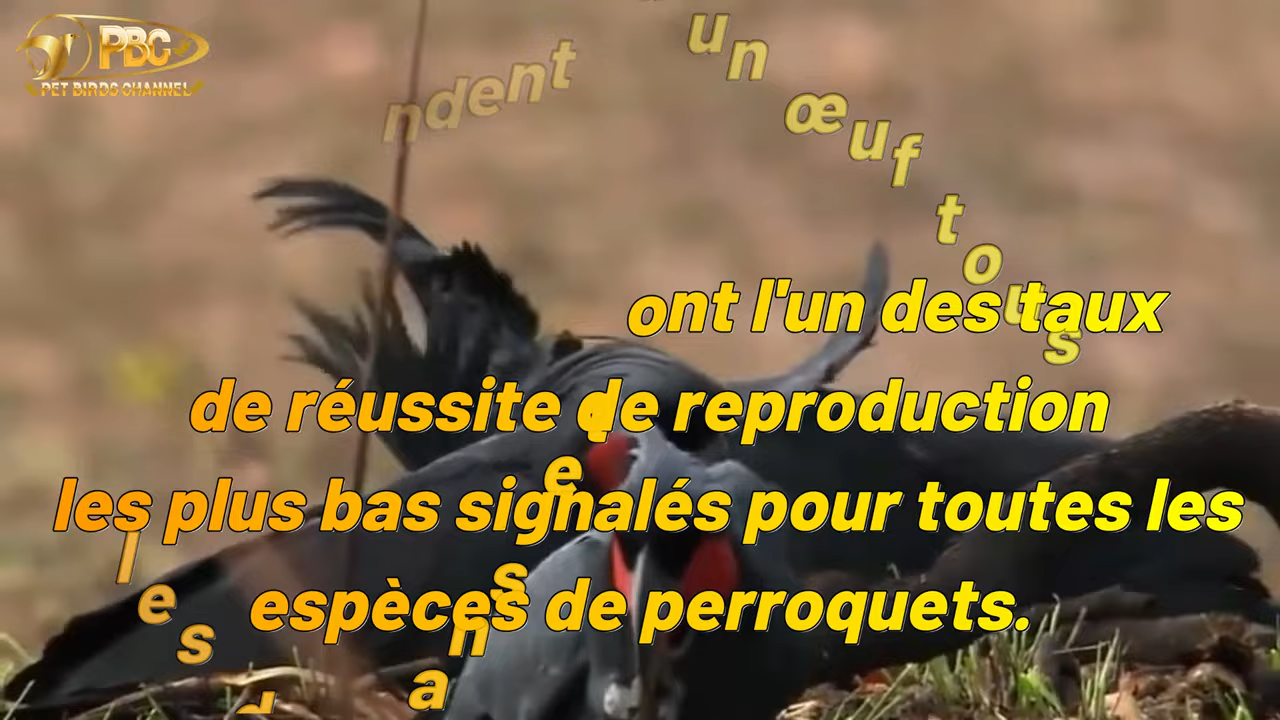 PBC
PET BIRDS CHANNEL
ndent
un œuf tous
ont l'un des taux
de réussite de reproduction
les plus bas signalés pour toutes les
espèces de perroquets.
les